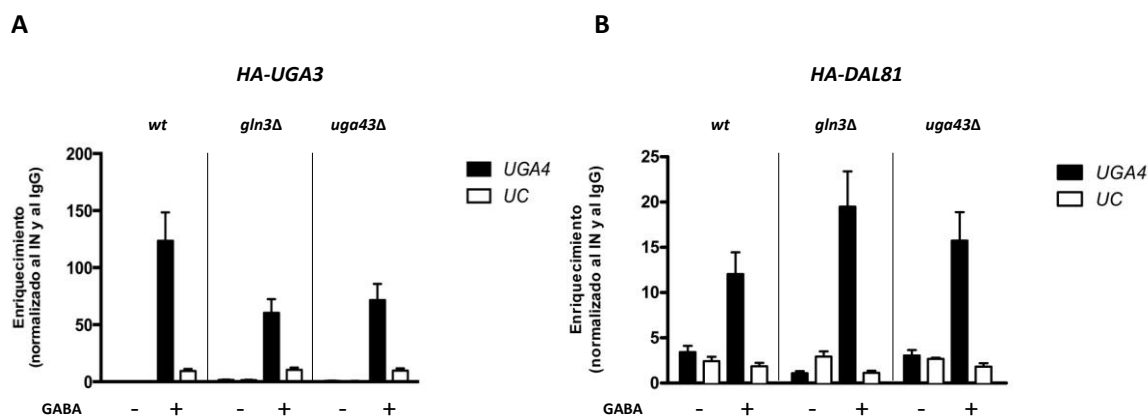 A
HA-UGA3
wt gln3Δ uga43Δ
Enriquecimiento
(normalizado al IN y al IgG)
200
150
100
50
0
UGA4
UC
GABA - + - + - +
B
HA-DAL81
wt gln3Δ uga43Δ
Enriquecimiento
(normalizado al IN y al IgG)
25
20
15
10
5
0
UGA4
UC
GABA - + - + - +